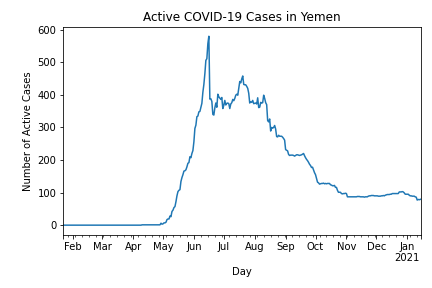 Active COVID-19 Cases in Yemen
600
500
400
300
200
100
0
Number of Active Cases
Feb Mar Apr May Jun Jul Aug Sep Oct Nov Dec Jan
2021
Day